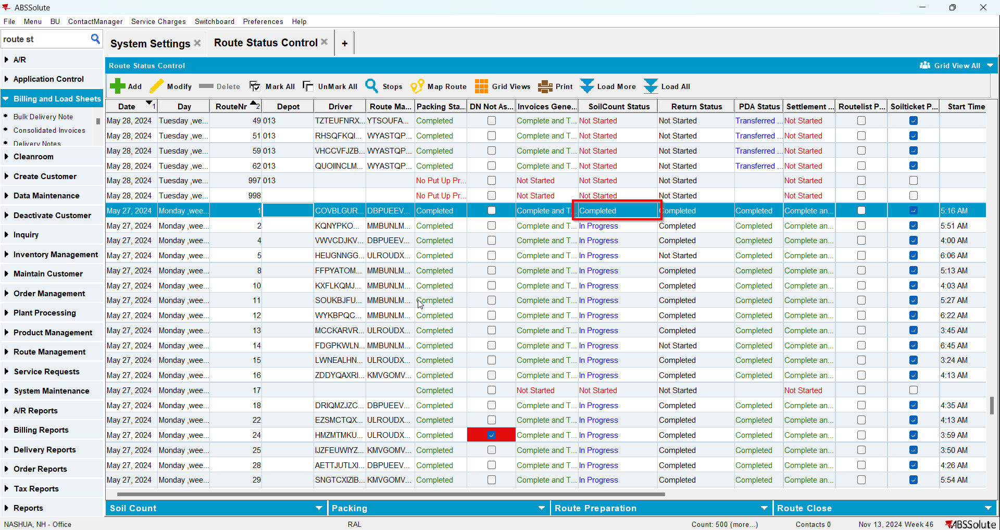 ABSSolute
File Menu BU ContactManager Service Charges Switchboard Preferences Help
route st
System Settings Route Status Control +
Route Status Control Grid View All
Add Modify Delete Mark All UnMark All Stops Map Route Grid Views Print Load More Load All
A/R
Application Control
Billing and Load Sheets
Bulk Delivery Note
Consolidated Invoices
Delivery Notes
Cleanroom
Create Customer
Data Maintenance
Deactivate Customer
Inquiry
Inventory Management
Maintain Customer
Order Management
Plant Processing
Product Management
Route Management
Service Requests
System Maintenance
A/R Reports
Billing Reports
Delivery Reports
Order Reports
Tax Reports
Reports
Date 1 Day RouteNr 2 Depot Driver Route Ma... Packing Sta... DN Not As... Invoices Gene... SoilCount Status Return Status PDA Status Settlement ... Routelist P... Soilticket P... Start Time
May 28, 2024 Tuesday ,we... 49 013 TZTEUFNRX... YTSOUFA... Completed Complete and T... Not Started Not Started Transferred ... Not Started
May 28, 2024 Tuesday ,we... 51 013 RHSQFKQI... WYASTQP... Completed Complete and T... Not Started Not Started Transferred ... Not Started
May 28, 2024 Tuesday ,we... 59 013 VHCCVFJZB... WYASTQP... Completed Complete and T... Not Started Not Started Transferred ... Not Started
May 28, 2024 Tuesday ,we... 62 013 QUOIINCLM... WYASTQP... Completed Complete and T... Not Started Not Started Transferred ... Not Started
May 28, 2024 Tuesday ,we... 997 013 No Put Up Pr... Not Started Not Started Not Started Not Started
May 28, 2024 Tuesday ,we... 998 No Put Up Pr... Not Started Not Started Not Started Not Started
May 27, 2024 Monday ,wee... 1 COVBLGUR... DBPUEEV... Completed Complete and T... Completed Completed Completed Complete an... 5:16 AM
May 27, 2024 Monday ,wee... 2 KQNYPKO... MMBUNLM... Completed Complete and T... In Progress Completed Completed Complete an... 5:51 AM
May 27, 2024 Monday ,wee... 4 VWVCDJKV... DBPUEEV... Completed Complete and T... In Progress Completed Completed Complete an... 4:00 AM
May 27, 2024 Monday ,wee... 5 HEIJGNNGG... ULROUDX... Completed Complete and T... In Progress Not Started Completed Complete an... 6:06 AM
May 27, 2024 Monday ,wee... 8 FFPYATOM... MMBUNLM... Completed Complete and T... In Progress Completed Completed Complete an... 5:13 AM
May 27, 2024 Monday ,wee... 10 KXFLKQMJ... MMBUNLM... Completed Complete and T... In Progress Completed Completed Complete an... 4:03 AM
May 27, 2024 Monday ,wee... 11 SOUKBJFU... MMBUNLM... Completed Complete and T... In Progress Completed Completed Complete an... 5:27 AM
May 27, 2024 Monday ,wee... 12 WYKBPQC... MMBUNLM... Completed Complete and T... In Progress Completed Completed Complete an... 6:22 AM
May 27, 2024 Monday ,wee... 13 MCCKARVR... ULROUDX... Completed Complete and T... In Progress Completed Completed Complete an... 3:45 AM
May 27, 2024 Monday ,wee... 14 FDGPKWLN... MMBUNLM... Completed Complete and T... In Progress Not Started Completed Complete an... 6:45 AM
May 27, 2024 Monday ,wee... 15 LWNEALHN... ULROUDX... Completed Complete and T... In Progress Completed Completed Complete an... 3:24 AM
May 27, 2024 Monday ,wee... 16 ZDDYQAXRI... KMVGOMV... Completed Complete and T... In Progress Completed Completed Complete an... 4:13 AM
May 27, 2024 Monday ,wee... 17 Completed Not Started Not Started Not Started Not Started
May 27, 2024 Monday ,wee... 18 DRIQMZJZC... DBPUEEV... Completed Complete and T... In Progress Completed Completed Complete an... 4:35 AM
May 27, 2024 Monday ,wee... 22 EZSMCTQX... ULROUDX... Completed Complete and T... In Progress Completed Completed Complete an... 4:13 AM
May 27, 2024 Monday ,wee... 24 HMZMTMKU... ULROUDX... Completed Complete and T... In Progress Completed Completed Complete an... 3:59 AM
May 27, 2024 Monday ,wee... 25 IJZFEUWIYZ... KMVGOMV... Completed Complete and T... In Progress Completed Completed Complete an... 3:50 AM
May 27, 2024 Monday ,wee... 28 AETTJUTLXI... DBPUEEV... Completed Complete and T... In Progress Completed Completed Complete an... 4:26 AM
May 27, 2024 Monday ,wee... 29 SNGTCXIZIB... KMVGOMV... Completed Complete and T... In Progress Completed Completed Complete an... 5:54 AM
Soil Count Packing Route Preparation Route Close
NASHUA, NH - Office RAL Count: 500 (more...) Contacts 0 Nov 13, 2024 Week 46 ABSSolute